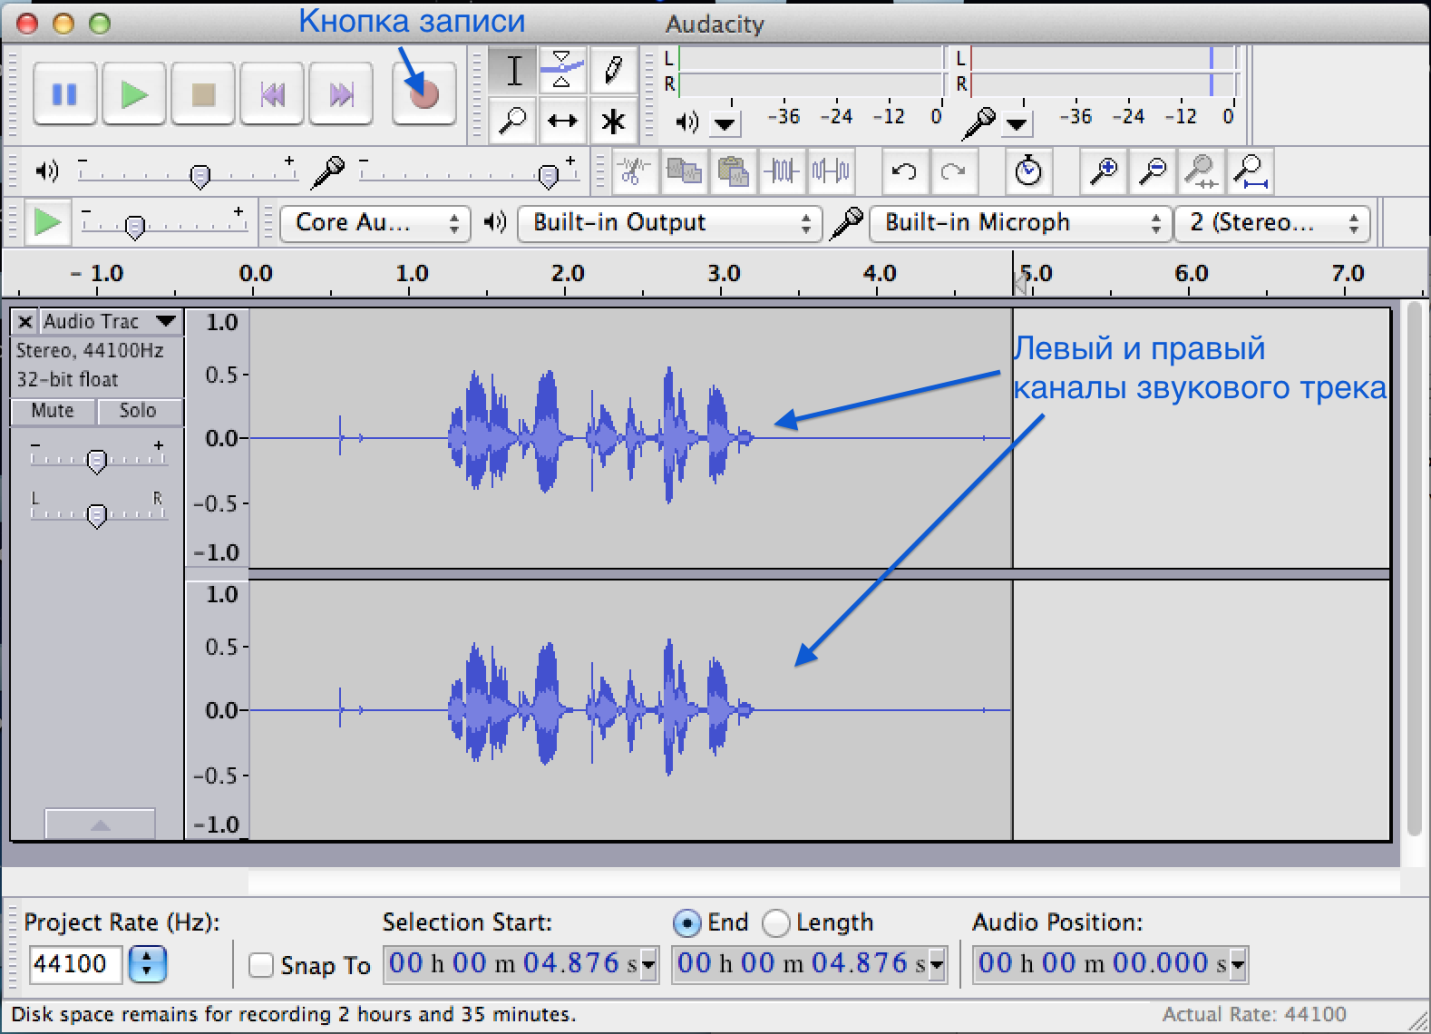 Кнопка записи
Audacity
L
R
-36 -24 -12 0
L
R
-36 -24 -12 0
- +
- +
- +
Core Au...
Built-in Output
Built-in Microph
2 (Stereo...
- 1.0 0.0 1.0 2.0 3.0 4.0 5.0 6.0 7.0
Audio Trac
Stereo, 44100Hz
32-bit float
Mute Solo
- +
L R
1.0
0.5
0.0
-0.5
-1.0
1.0
0.5
0.0
-0.5
-1.0
Левый и правый
каналы звукового трека
Project Rate (Hz):
44100
Snap To
Selection Start:
00 h 00 m 04.876 s
End Length
00 h 00 m 04.876 s
Audio Position:
00 h 00 m 00.000 s
Disk space remains for recording 2 hours and 35 minutes.
Actual Rate: 44100